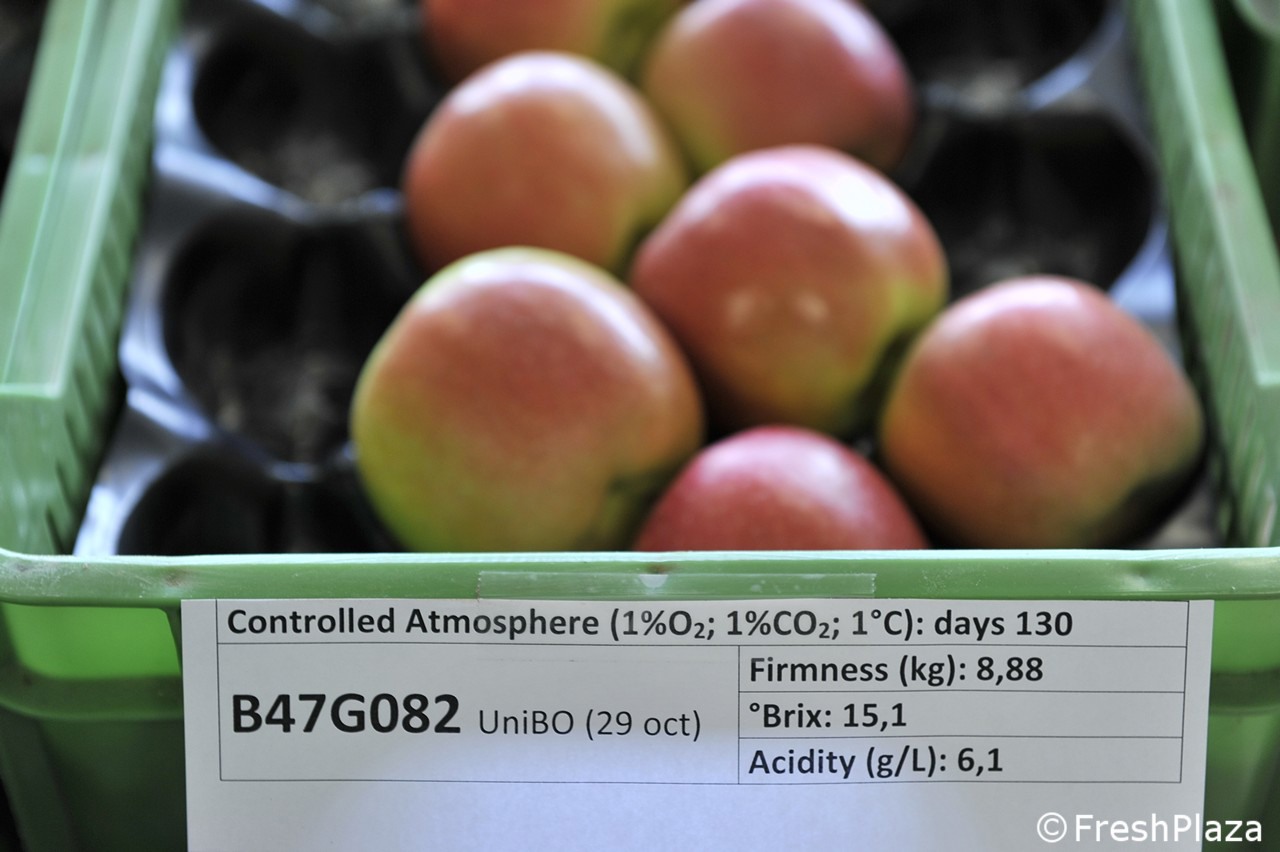 Controlled Atmosphere (1%O₂; 1%CO₂; 1°C): days 130
B47G082 UniBO (29 oct)
Firmness (kg): 8,88
°Brix: 15,1
Acidity (g/L): 6,1
©FreshPlaza